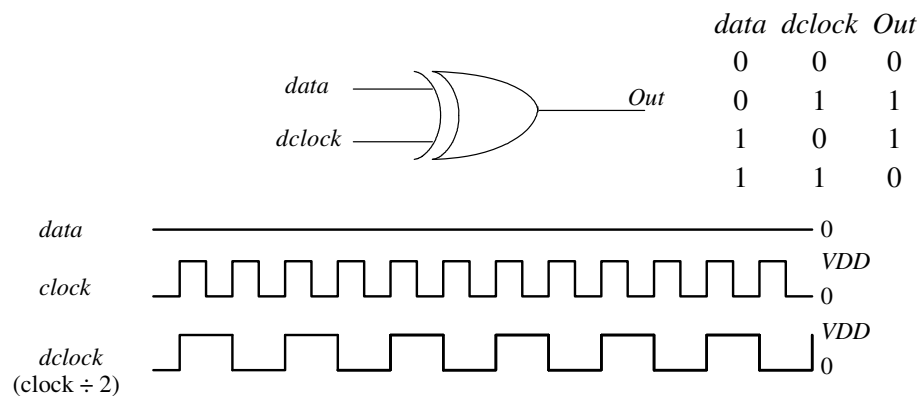 data dclock Out
0 0 0
0 1 1
1 0 1
1 1 0
data
dclock
Out
data
0
clock
VDD
0
dclock
(clock ÷ 2)
VDD
0